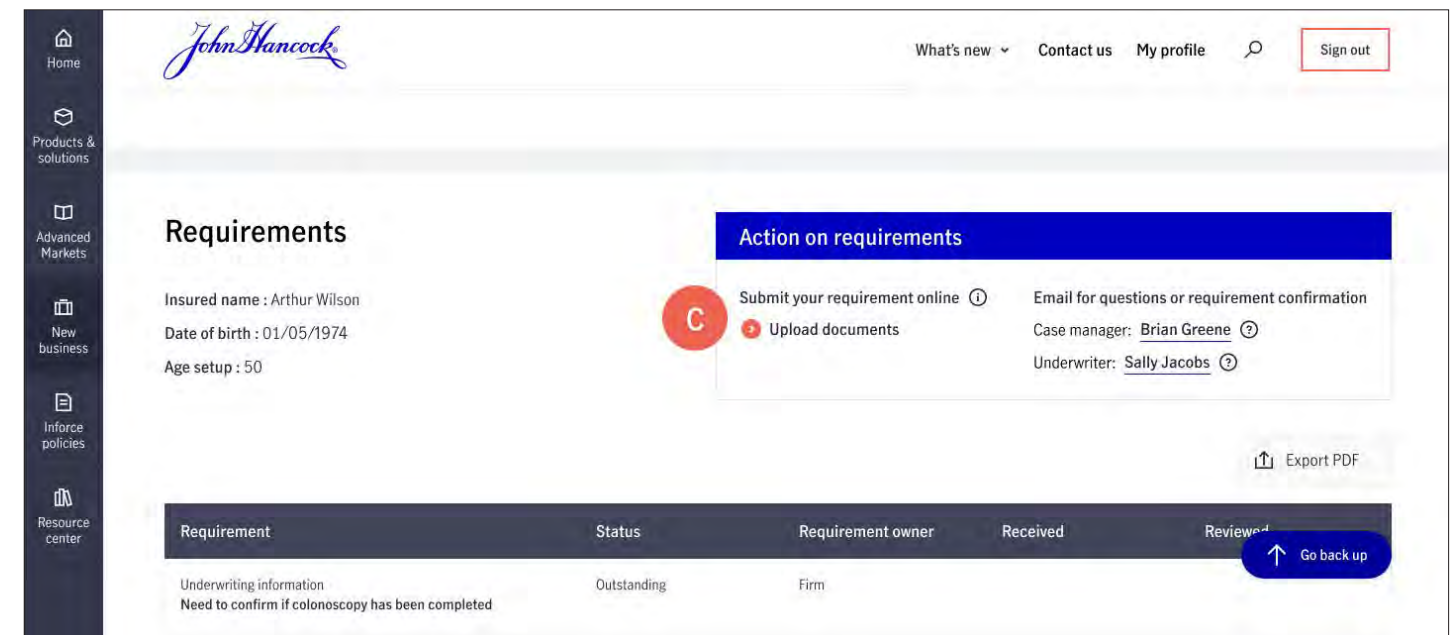 Home
Products &
solutions
Advanced
Markets
New
business
Inforce
policies
Resource
center
John Hancock®
What's new
Contact us
My profile
Sign out
Requirements
Insured name : Arthur Wilson
Date of birth : 01/05/1974
Age setup : 50
Action on requirements
C
Submit your requirement online
Upload documents
Email for questions or requirement confirmation
Case manager: Brian Greene
Underwriter: Sally Jacobs
Export PDF
Requirement Status Requirement owner Received Reviewed
Go back up
Underwriting information Outstanding Firm
Need to confirm if colonoscopy has been completed